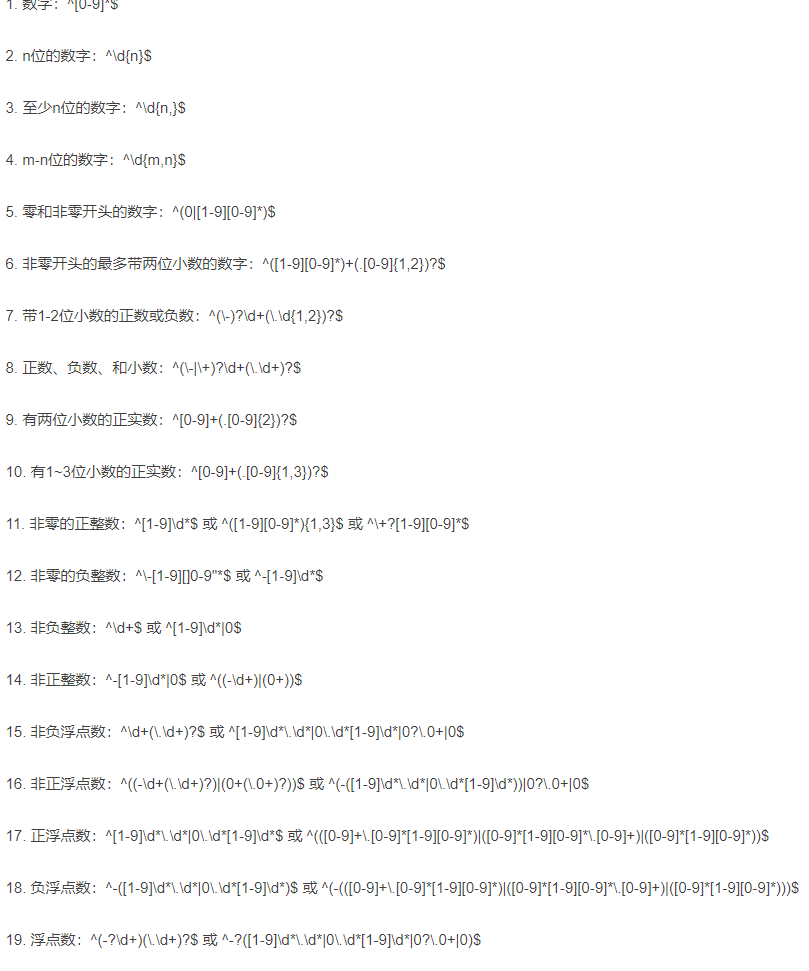 1. 数字：^[0-9]*$
2. n位的数字：^\d{n}$
3. 至少n位的数字：^\d{n,}$
4. m-n位的数字：^\d{m,n}$
5. 零和非零开头的数字：^(0|[1-9][0-9]*)$
6. 非零开头的最多带两位小数的数字：^([1-9][0-9]*)+(.[0-9]{1,2})?$
7. 带1-2位小数的正数或负数：^(\-)?\d+(\.\d{1,2})?$
8. 正数、负数、和小数：^(\-|\+)?\d+(\.\d+)?$
9. 有两位小数的正实数：^[0-9]+(.[0-9]{2})?$
10. 有1~3位小数的正实数：^[0-9]+(.[0-9]{1,3})?$
11. 非零的正整数：^[1-9]\d*$ 或 ^([1-9][0-9]*){1,3}$ 或 ^\+?[1-9][0-9]*$
12. 非零的负整数：^\-[1-9][]0-9"*$ 或 ^-[1-9]\d*$
13. 非负整数：^\d+$ 或 ^[1-9]\d*|0$
14. 非正整数：^-[1-9]\d*|0$ 或 ^((-\d+)|(0+))$
15. 非负浮点数：^\d+(\.\d+)?$ 或 ^[1-9]\d*\.\d*|0\.\d*[1-9]\d*|0?\.0+|0$
16. 非正浮点数：^((-\d+(\.\d+)?)|(0+(\.0+)?))$ 或 ^(-([1-9]\d*\.\d*|0\.\d*[1-9]\d*))|0?\.0+|0$
17. 正浮点数：^[1-9]\d*\.\d*|0\.\d*[1-9]\d*$ 或 ^(([0-9]+\.[0-9]*[1-9][0-9]*)|([0-9]*[1-9][0-9]*\.[0-9]+)|([0-9]*[1-9][0-9]*))$
18. 负浮点数：^-([1-9]\d*\.\d*|0\.\d*[1-9]\d*)$ 或 ^(-(([0-9]+\.[0-9]*[1-9][0-9]*)|([0-9]*[1-9][0-9]*\.[0-9]+)|([0-9]*[1-9][0-9]*)))$
19. 浮点数：^(-?\d+)(\.\d+)?$ 或 ^-?([1-9]\d*\.\d*|0\.\d*[1-9]\d*|0?\.0+|0)$